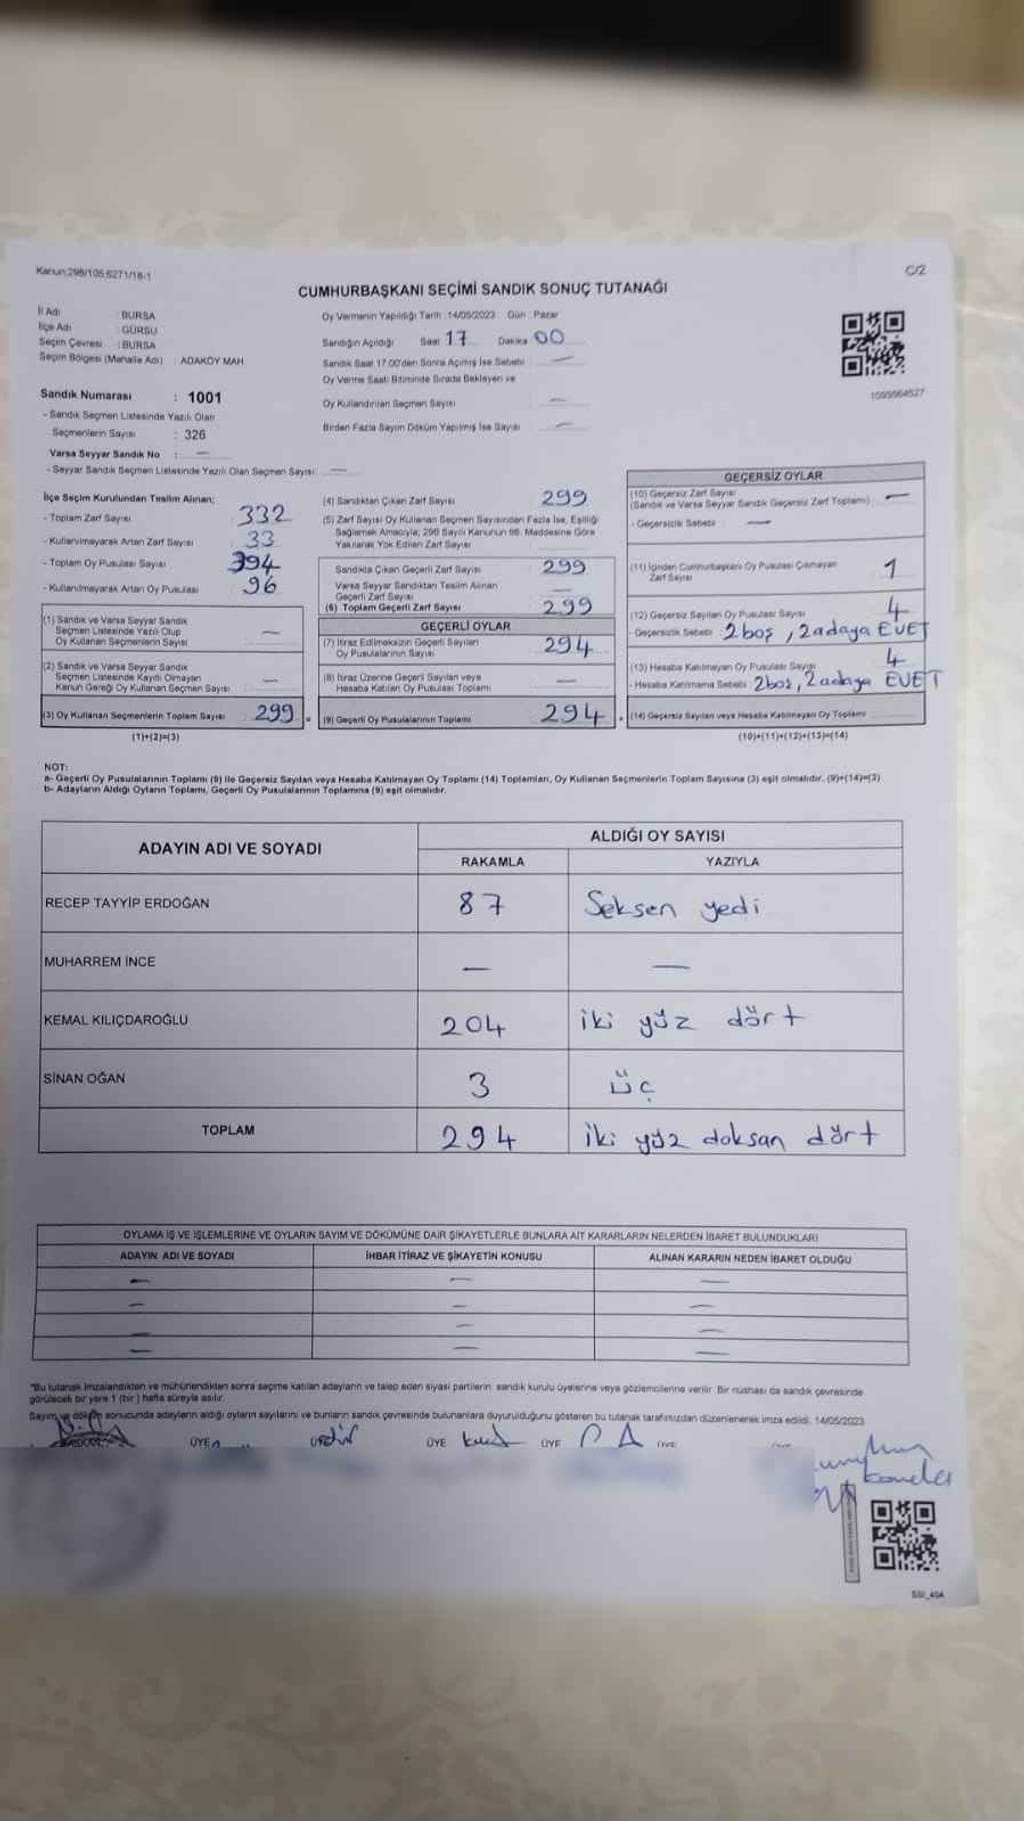 Kanun:298/105,6271/18-1
C/2
CUMHURBAŞKANI SEÇİMİ SANDIK SONUÇ TUTANAĞI
İl Adı : BURSA
İlçe Adı : GÜRSU
Seçim Çevresi : BURSA
Seçim Bölgesi (Mahalle Adı) : ADAKÖY MAH
Sandık Numarası : 1001
- Sandık Seçmen Listesinde Yazılı Olan
Seçmenlerin Sayısı : 326
Varsa Seyyar Sandık No : —
- Seyyar Sandık Seçmen Listesinde Yazılı Olan Seçmen Sayısı —
Oy Vermenin Yapıldığı Tarih : 14/05/2023 Gün : Pazar
Sandığın Açıldığı Saat 17 Dakika 00
Sandık Saat 17:00'den Sonra Açılmış İse Sebebi —
Oy Verme Saati Bitiminde Sırada Bekleyen ve
Oy Kullandırılan Seçmen Sayısı —
Birden Fazla Sayım Döküm Yapılmış İse Sayısı —
1095964527
İlçe Seçim Kurulundan Teslim Alınan;
- Toplam Zarf Sayısı 332
- Kullanılmayarak Artan Zarf Sayısı 33
- Toplam Oy Pusulası Sayısı 394
- Kullanılmayarak Artan Oy Pusulası 96
(1) Sandık ve Varsa Seyyar Sandık
Seçmen Listesinde Yazılı Olup
Oy Kullanan Seçmenlerin Sayısı —
(2) Sandık ve Varsa Seyyar Sandık
Seçmen Listesinde Kayıtlı Olmayan
Kanun Gereği Oy Kullanan Seçmen Sayısı —
(3) Oy Kullanan Seçmenlerin Toplam Sayısı 299
(1)+(2)=(3)
(4) Sandıktan Çıkan Zarf Sayısı 299
(5) Zarf Sayısı Oy Kullanan Seçmen Sayısından Fazla İse, Eşitliği
Sağlamak Amacıyla; 298 Sayılı Kanunun 98. Maddesine Göre
Yakılarak Yok Edilen Zarf Sayısı
Sandıkta Çıkan Geçerli Zarf Sayısı 299
Varsa Seyyar Sandıktan Teslim Alınan
Geçerli Zarf Sayısı —
(6) Toplam Geçerli Zarf Sayısı 299
GEÇERLİ OYLAR
(7) İtiraz Edilmeksizin Geçerli Sayılan
Oy Pusulalarının Sayısı 294
(8) İtiraz Üzerine Geçerli Sayılan veya
Hesaba Katılan Oy Pusulası Toplamı —
(9) Geçerli Oy Pusulalarının Toplamı 294
GEÇERSİZ OYLAR
(10) Geçersiz Zarf Sayısı
(Sandık ve Varsa Seyyar Sandık Geçersiz Zarf Toplamı) —
- Geçersizlik Sebebi —
(11) İçinden Cumhurbaşkanı Oy Pusulası Çıkmayan
Zarf Sayısı 1
(12) Geçersiz Sayılan Oy Pusulası Sayısı 4
- Geçersizlik Sebebi 2 boş , 2 adaya EVET
(13) Hesaba Katılmayan Oy Pusulası Sayısı 4
- Hesaba Katılmama Sebebi 2 boş, 2 adaya EVET
(14) Geçersiz Sayılan veya Hesaba Katılmayan Oy Toplamı
(10)+(11)+(12)+(13)=(14)
NOT:
a- Geçerli Oy Pusulalarının Toplamı (9) ile Geçersiz Sayılan veya Hesaba Katılmayan Oy Toplamı (14) Toplamları, Oy Kullanan Seçmenlerin Toplam Sayısına (3) eşit olmalıdır. (9)+(14)=(3)
b- Adayların Aldığı Oyların Toplamı, Geçerli Oy Pusulalarının Toplamına (9) eşit olmalıdır.
ADAYIN ADI VE SOYADI
ALDIĞI OY SAYISI
RAKAMLA YAZIYLA
RECEP TAYYİP ERDOĞAN 87 Seksen yedi
MUHARREM İNCE — —
KEMAL KILIÇDAROĞLU 204 iki yüz dört
SİNAN OĞAN 3 üç
TOPLAM 294 iki yüz doksan dört
OYLAMA İŞ VE İŞLEMLERİNE VE OYLARIN SAYIM VE DÖKÜMÜNE DAİR ŞİKAYETLERLE BUNLARA AİT KARARLARIN NELERDEN İBARET BULUNDUKLARI
ADAYIN ADI VE SOYADI İHBAR İTİRAZ VE ŞİKAYETİN KONUSU ALINAN KARARIN NEDEN İBARET OLDUĞU
— — —
— — —
— — —
— — —
*Bu tutanak imzalandıktan ve mühürlendikten sonra seçime katılan adayların ve talep eden siyasi partilerin, sandık kurulu üyelerine veya gözlemcilerine verilir. Bir nüshası da sandık çevresinde
görülecek bir yere 1 (bir) hafta süreyle asılır.
Sayım ve döküm sonucunda adayların aldığı oyların sayılarını ve bunların sandık çevresinde bulunanlara duyurulduğunu gösteren bu tutanak tarafımızdan düzenlenerek imza edildi. 14/05/2023
ÜYE ÜYE ÜYE